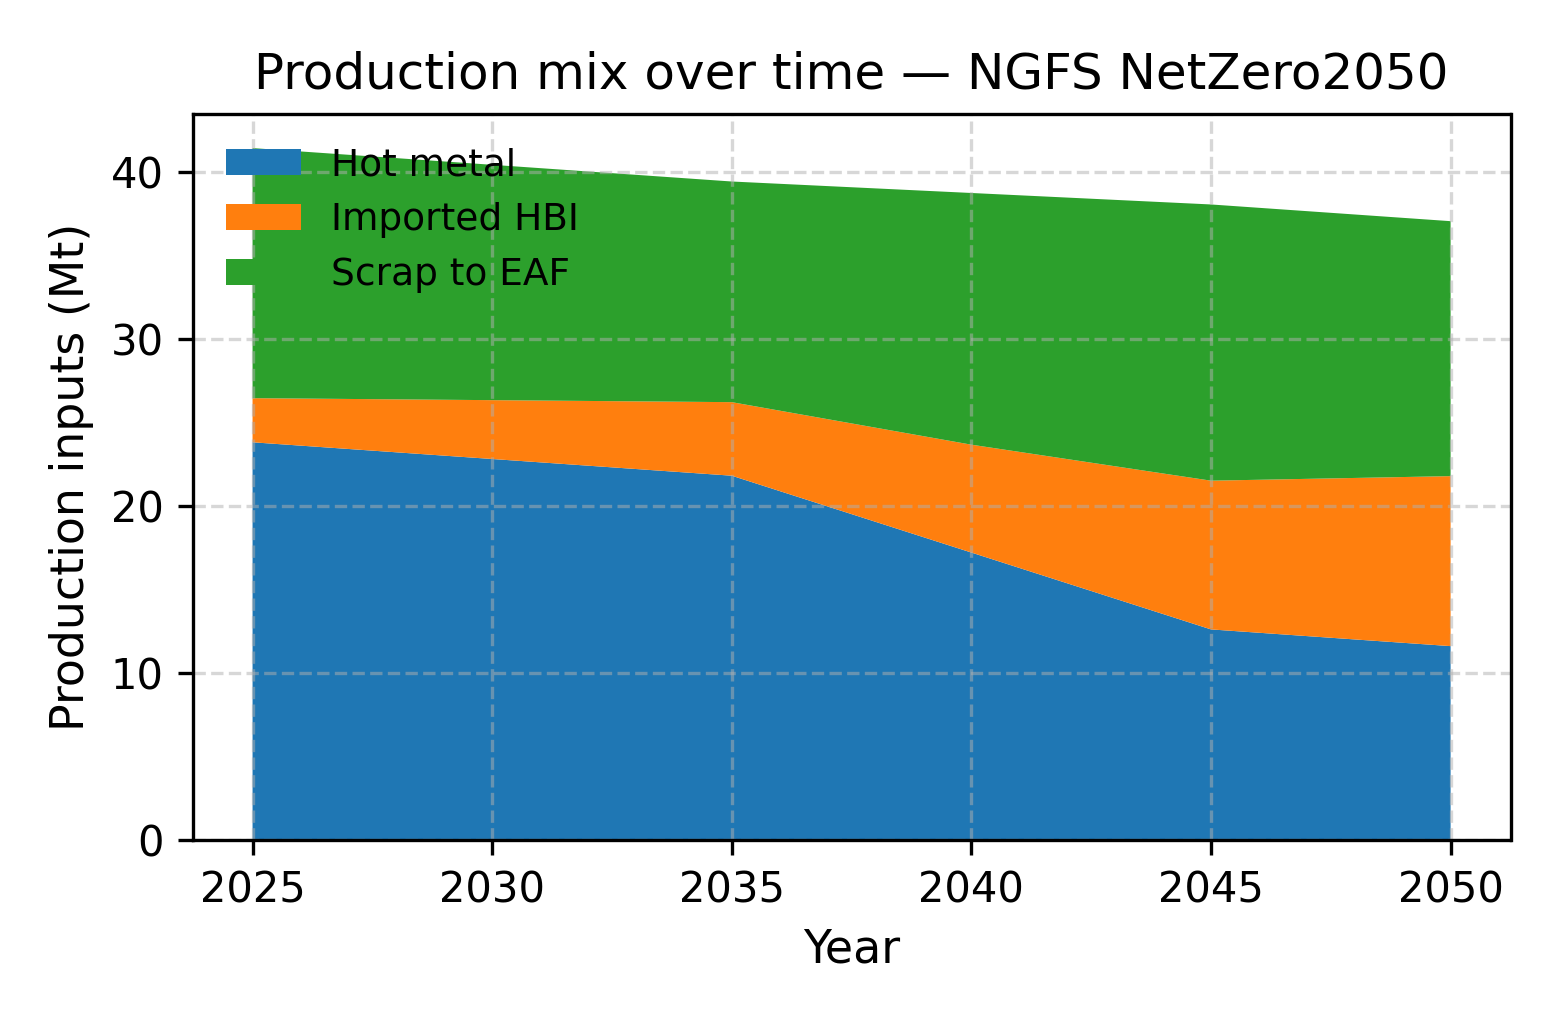 Production mix over time — NGFS NetZero2050
Hot metal
Imported HBI
Scrap to EAF
Production inputs (Mt)
40
30
20
10
0
2025 2030 2035 2040 2045 2050
Year